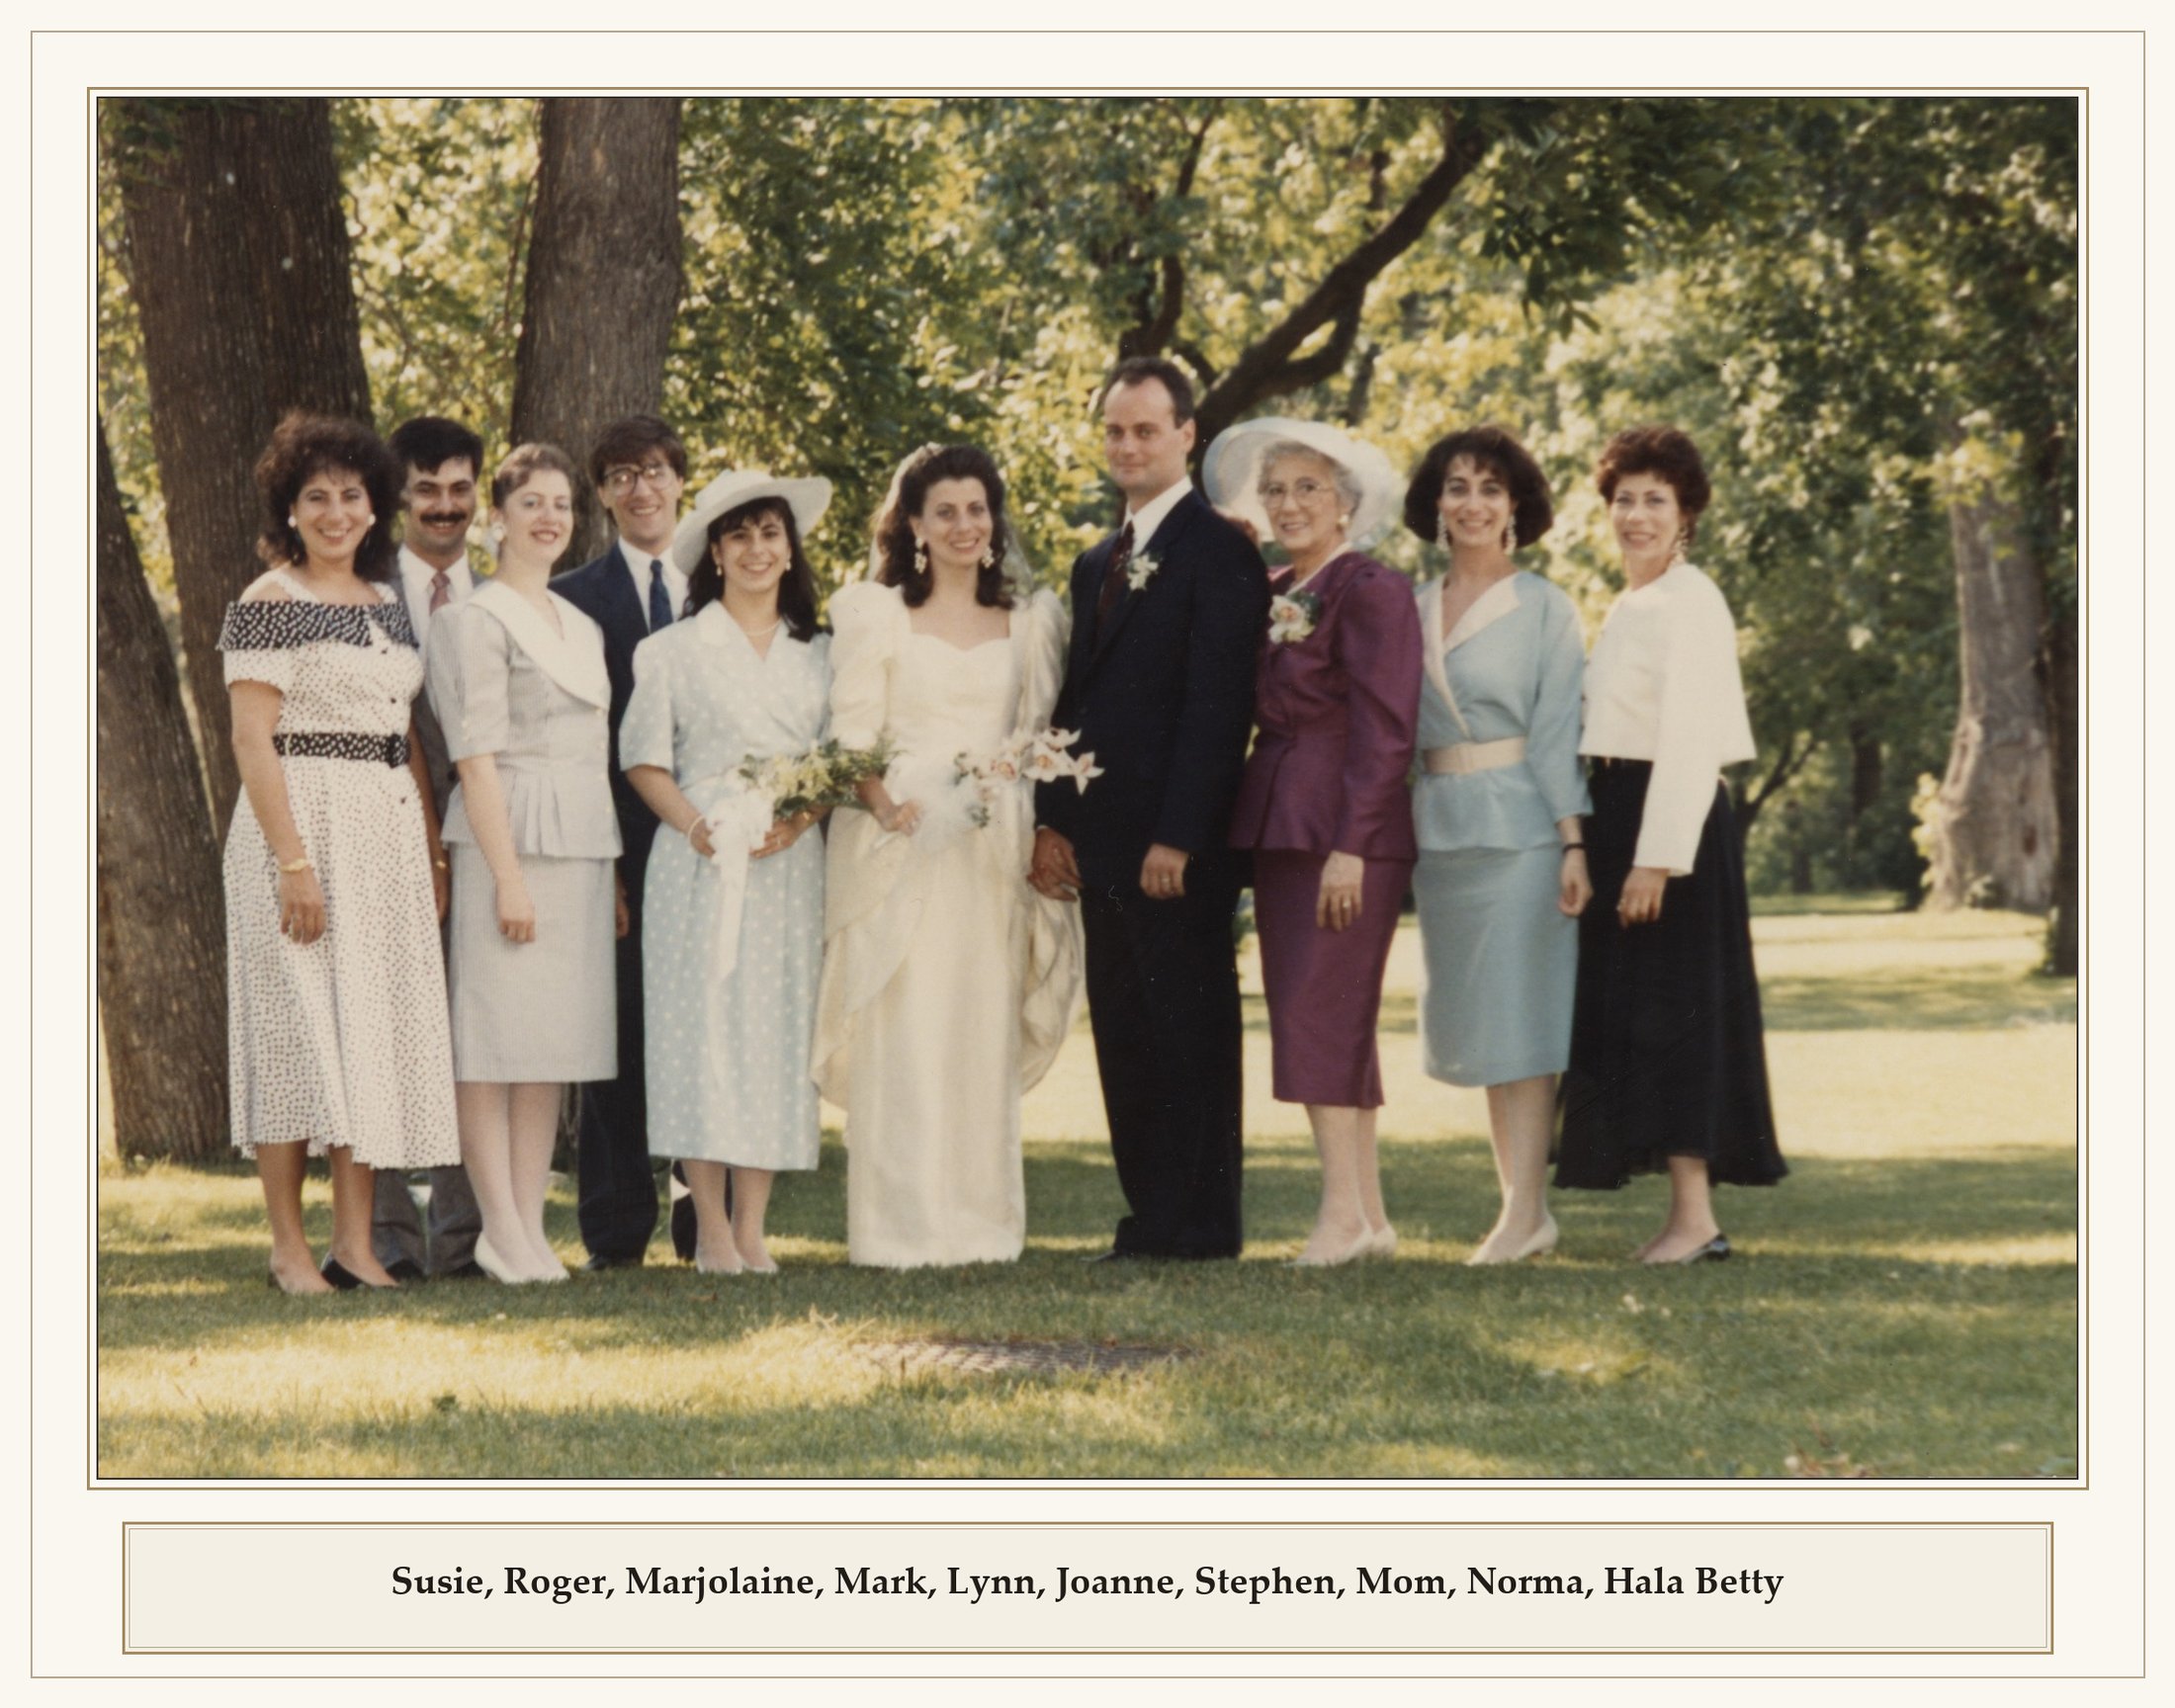 Susie, Roger, Marjolaine, Mark, Lynn, Joanne, Stephen, Mom, Norma, Hala Betty